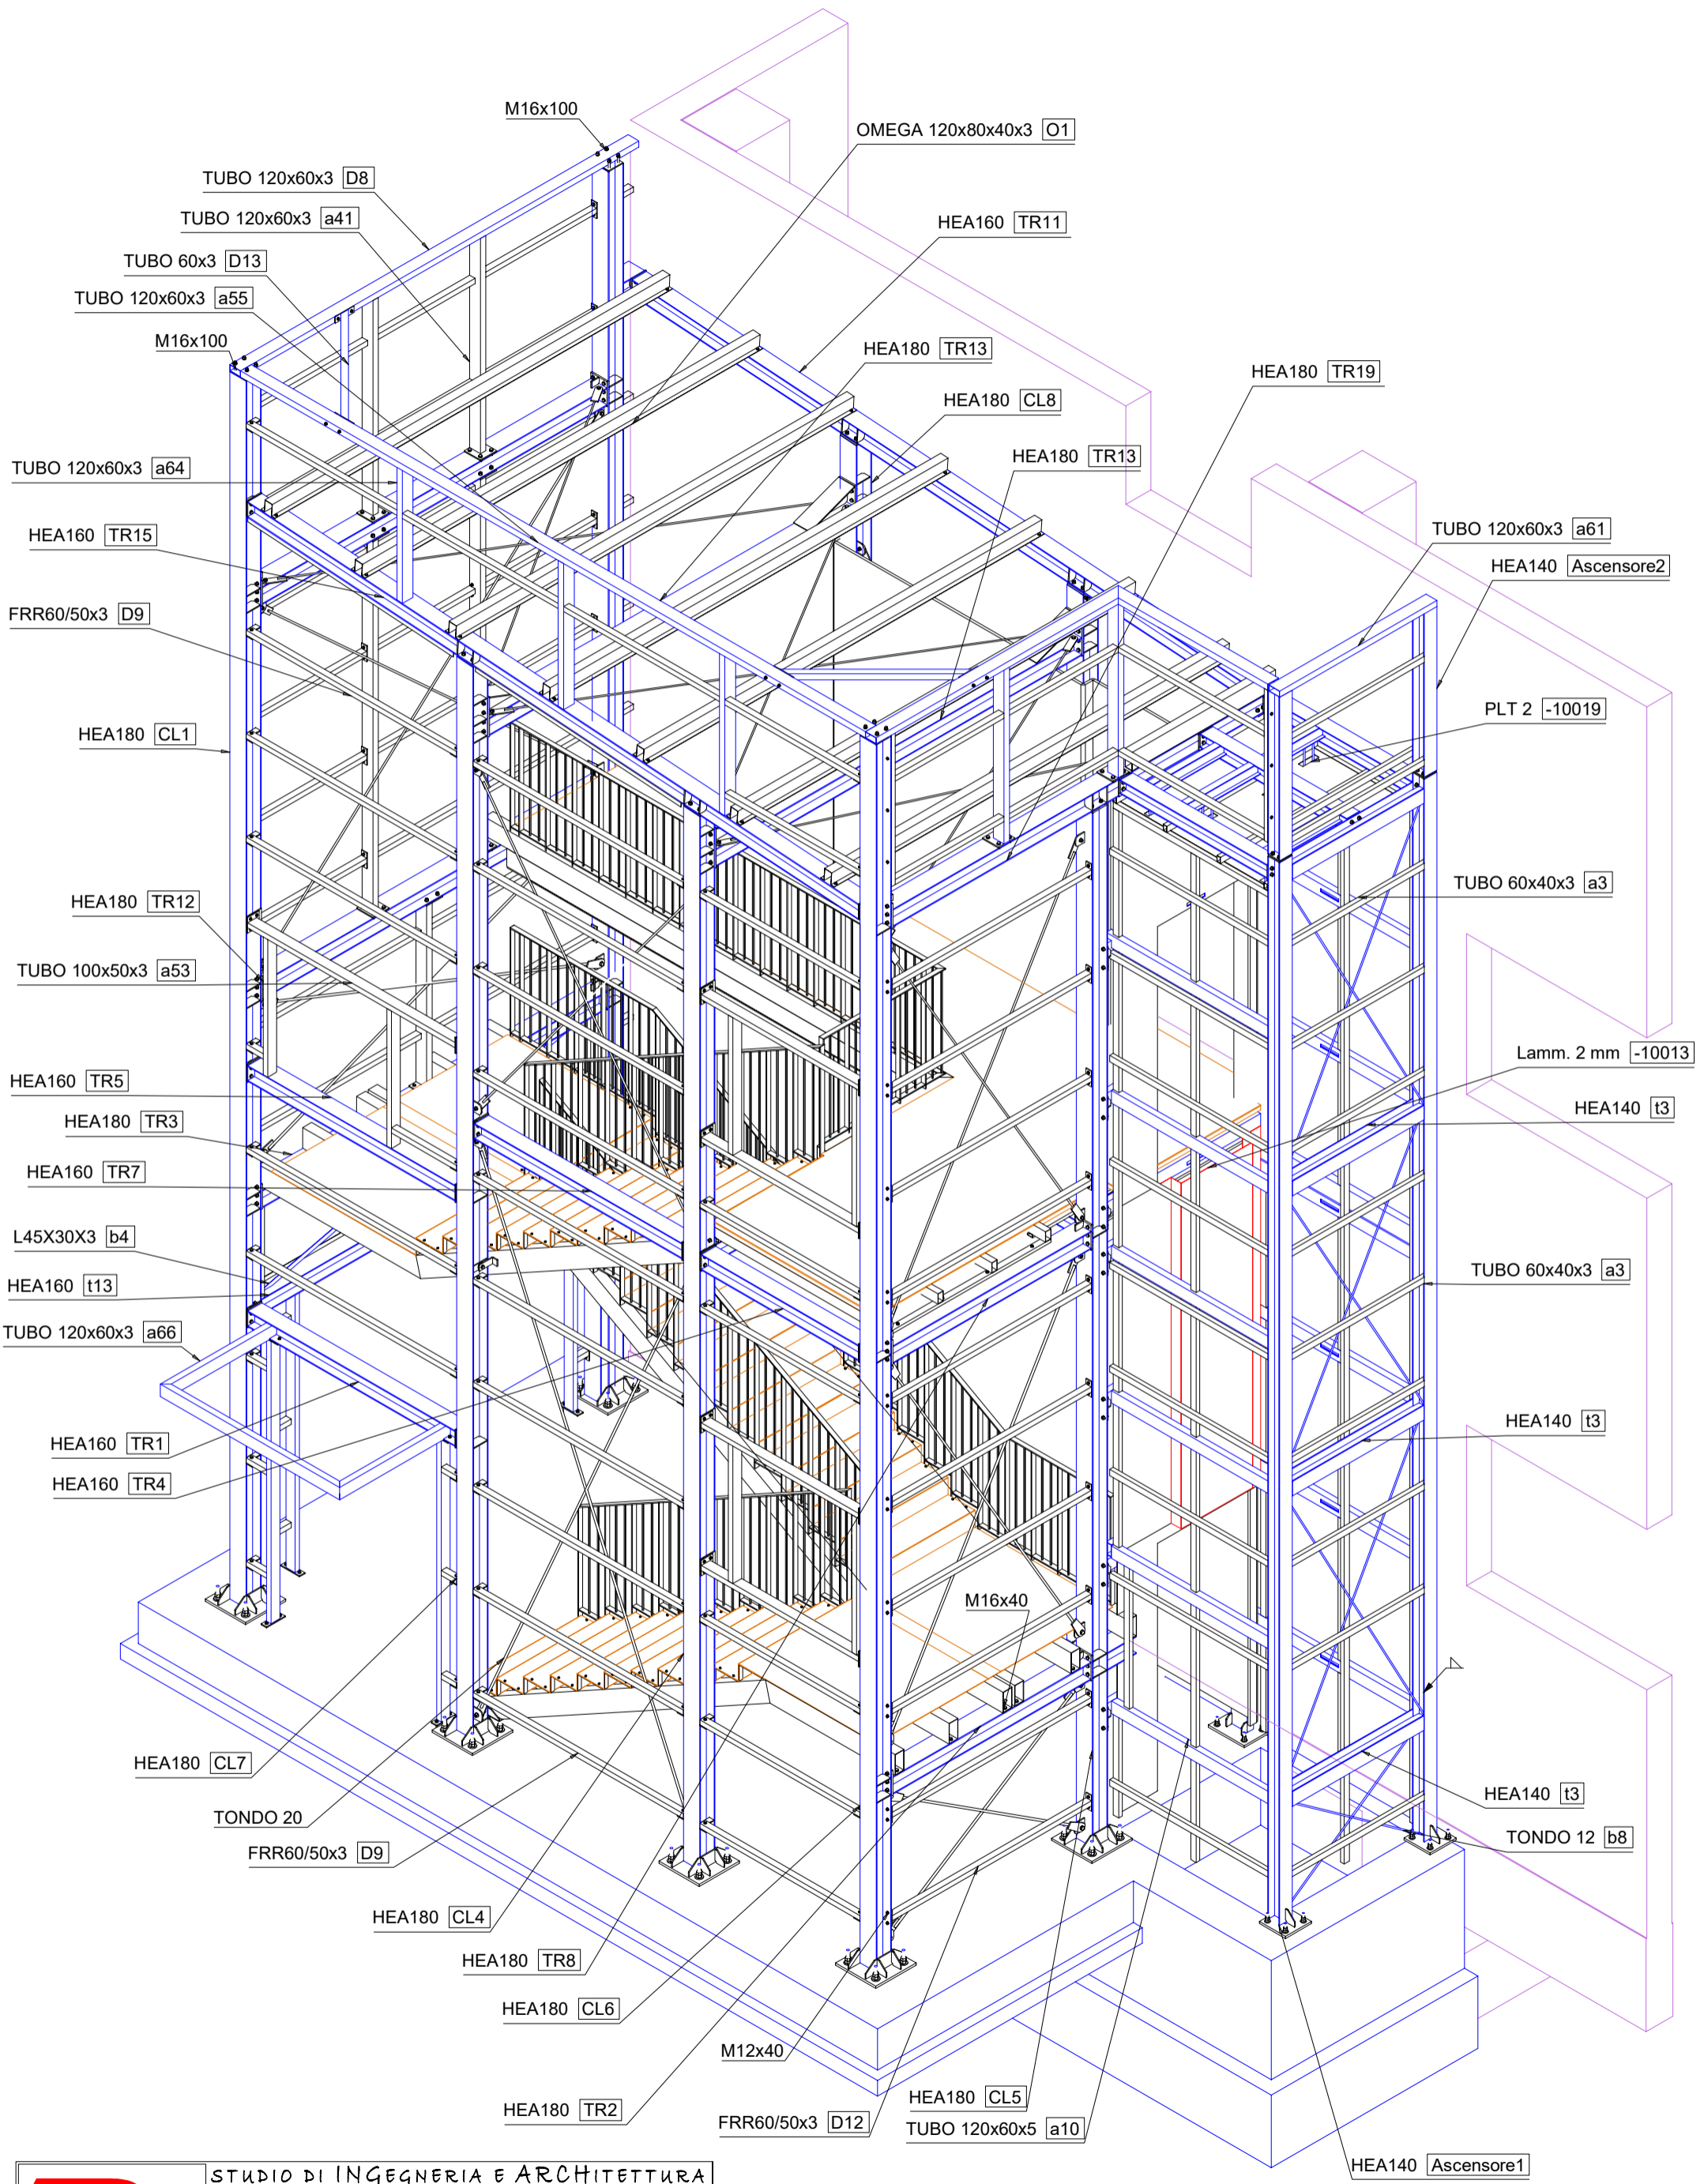 M16x100
OMEGA 120x80x40x3 O1
TUBO 120x60x3 D8
TUBO 120x60x3 a41
HEA160 TR11
TUBO 60x3 D13
TUBO 120x60x3 a55
M16x100
HEA180 TR13
HEA180 TR19
HEA180 CL8
HEA180 TR13
TUBO 120x60x3 a64
TUBO 120x60x3 a61
HEA160 TR15
HEA140 Ascensore2
FRR60/50x3 D9
PLT 2 -10019
HEA180 CL1
TUBO 60x40x3 a3
HEA180 TR12
TUBO 100x50x3 a53
Lamm. 2 mm -10013
HEA160 TR5
HEA140 t3
HEA180 TR3
HEA160 TR7
L45X30X3 b4
TUBO 60x40x3 a3
HEA160 t13
TUBO 120x60x3 a66
HEA140 t3
HEA160 TR1
HEA160 TR4
M16x40
HEA180 CL7
HEA140 t3
TONDO 20
TONDO 12 b8
FRR60/50x3 D9
HEA180 CL4
HEA180 TR8
HEA180 CL6
M12x40
HEA180 CL5
HEA180 TR2
FRR60/50x3 D12
TUBO 120x60x5 a10
HEA140 Ascensore1
STUDIO DI INGEGNERIA E ARCHITETTURA